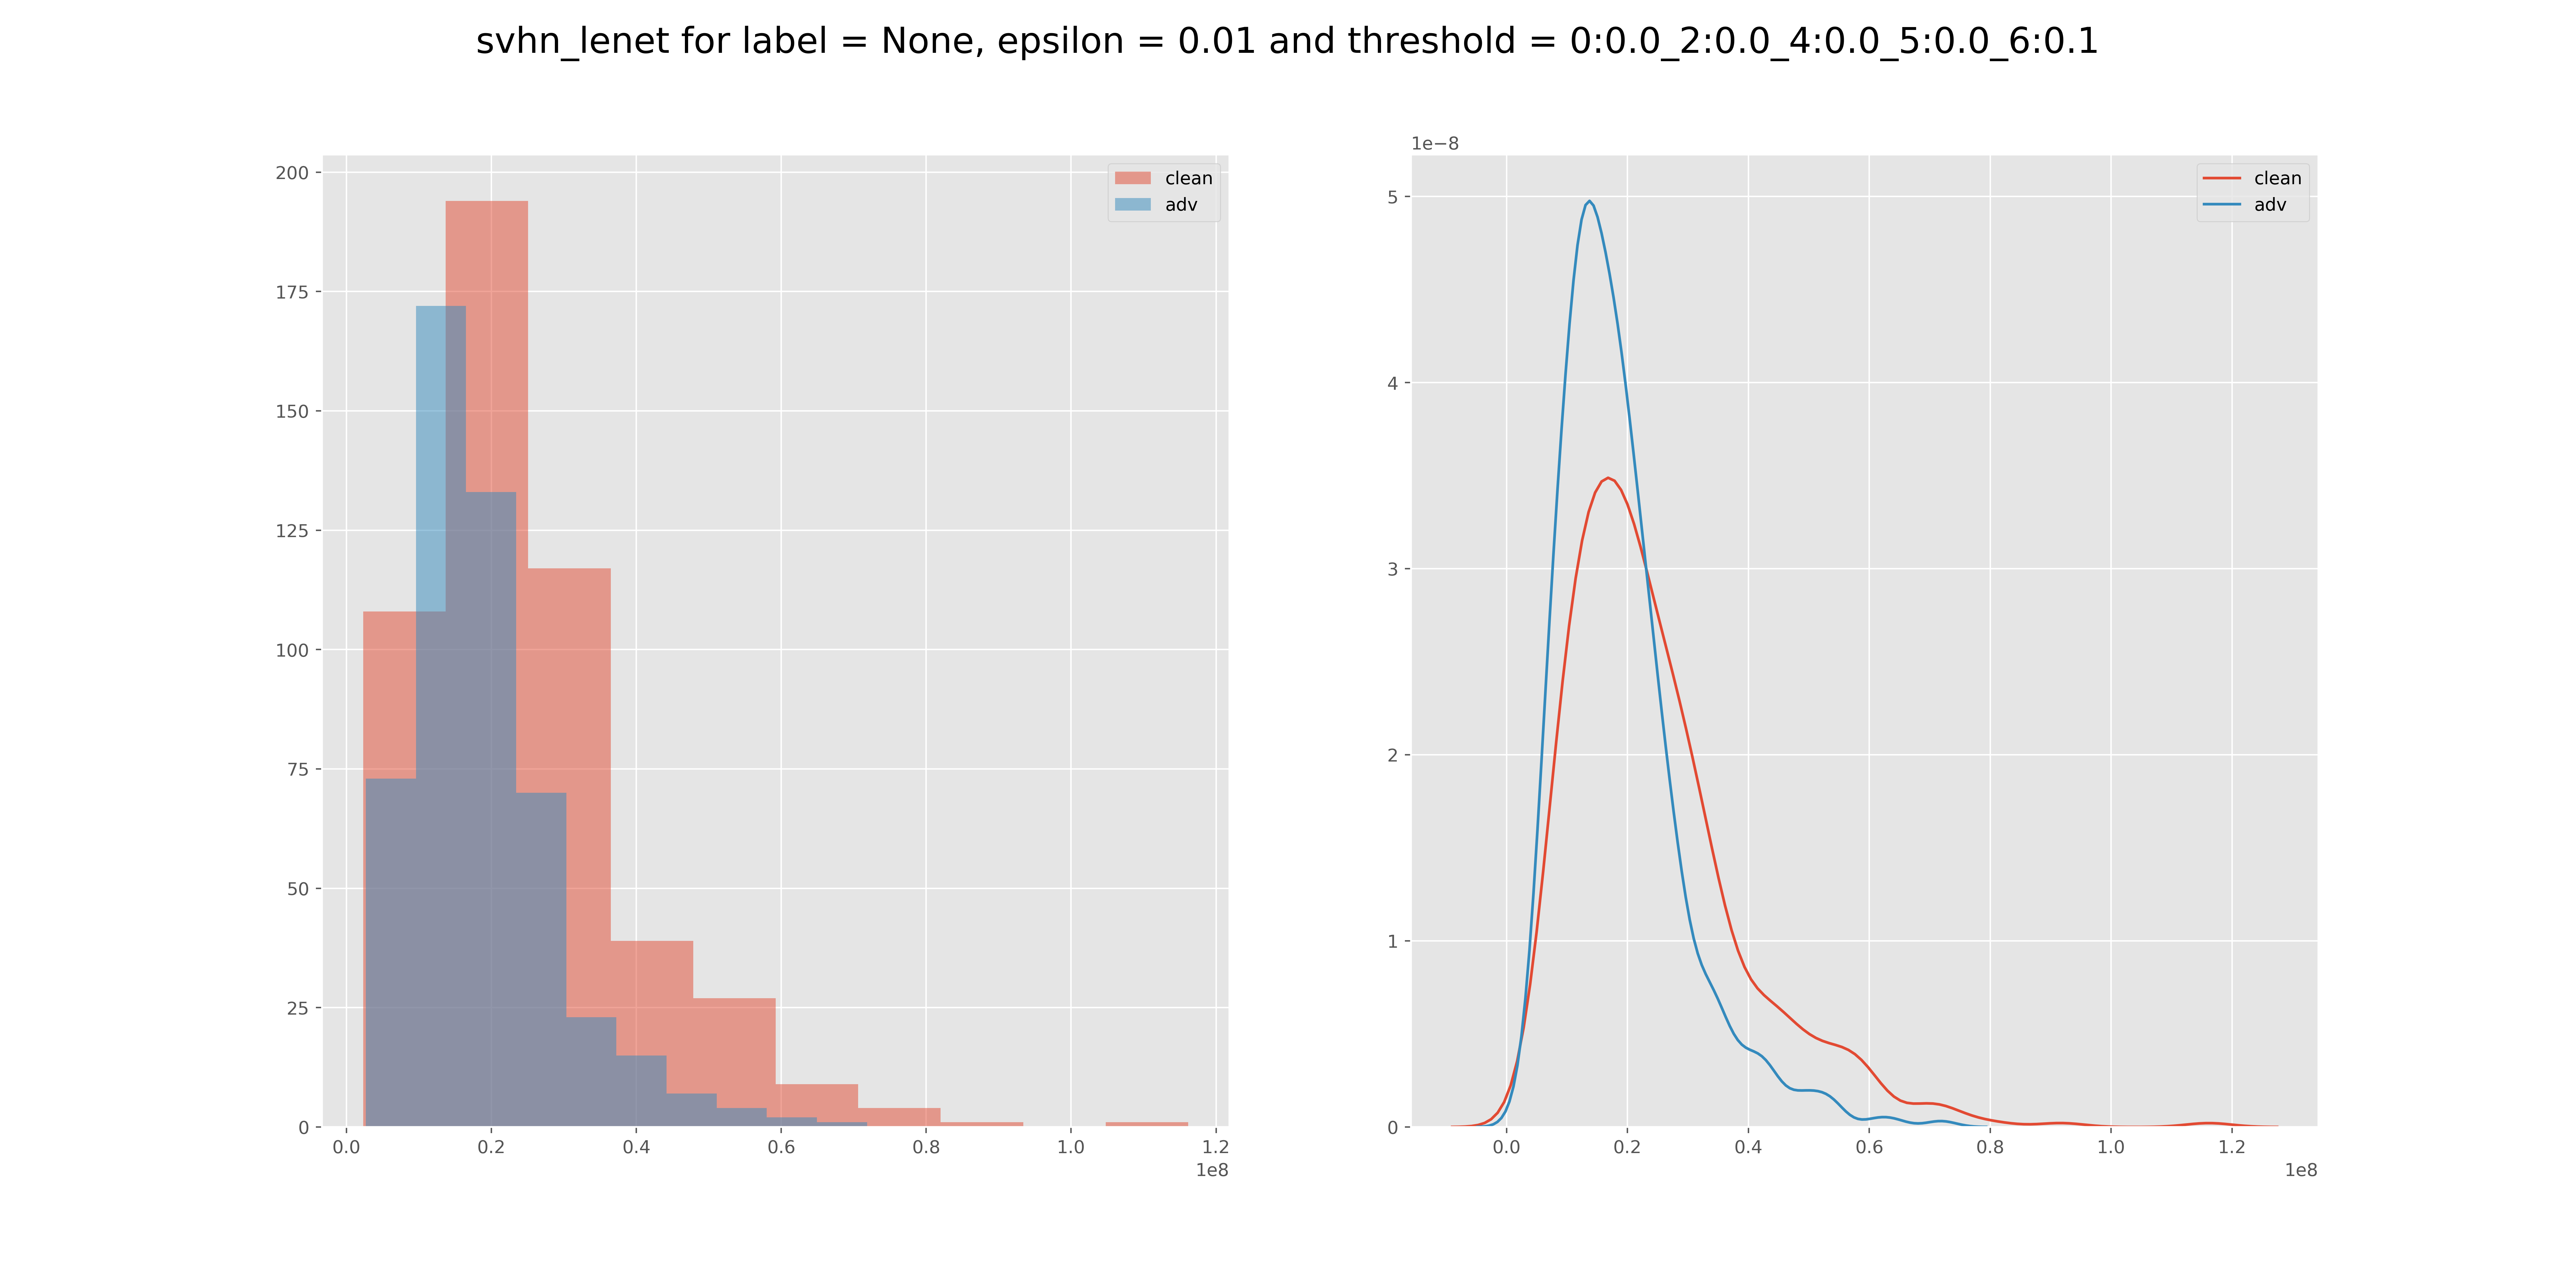 svhn_lenet for label = None, epsilon = 0.01 and threshold = 0:0.0_2:0.0_4:0.0_5:0.0_6:0.1
200
175
150
125
100
75
50
25
0
0.0 0.2 0.4 0.6 0.8 1.0 1.2
1e8
clean
adv
1e−8
5
4
3
2
1
0
0.0 0.2 0.4 0.6 0.8 1.0 1.2
1e8
clean
adv